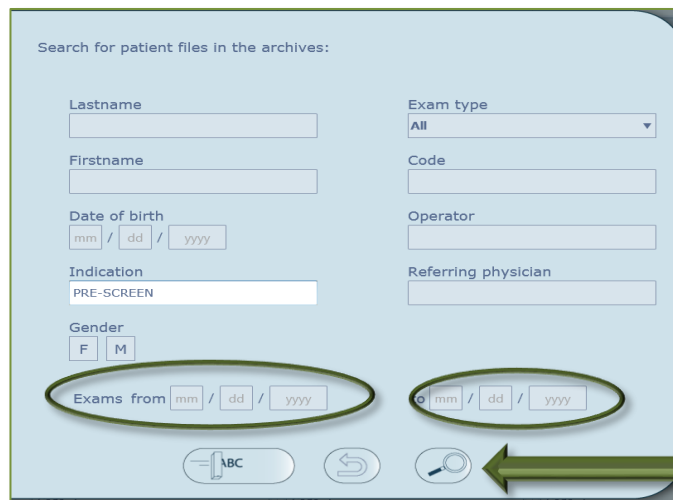 Search for patient files in the archives:
Lastname
Exam type
All
Firstname
Code
Date of birth
Operator
mm / dd / yyyy
Indication
Referring physician
PRE-SCREEN
Gender
F M
Exams from mm / dd / yyyy to mm / dd / yyyy
ABC